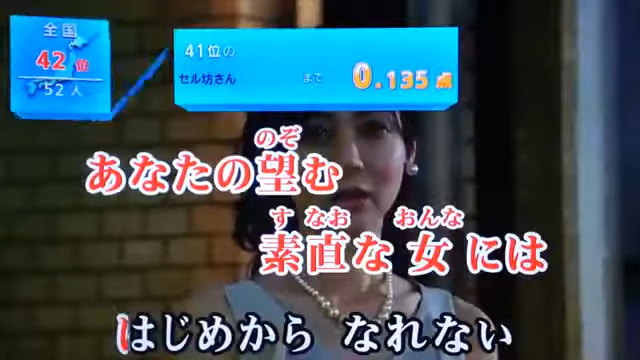 全国
42位
52人
41位の
セル坊さん まで 0.135点
のぞ
あなたの望む
すなお おんな
素直な女には
はじめから なれない